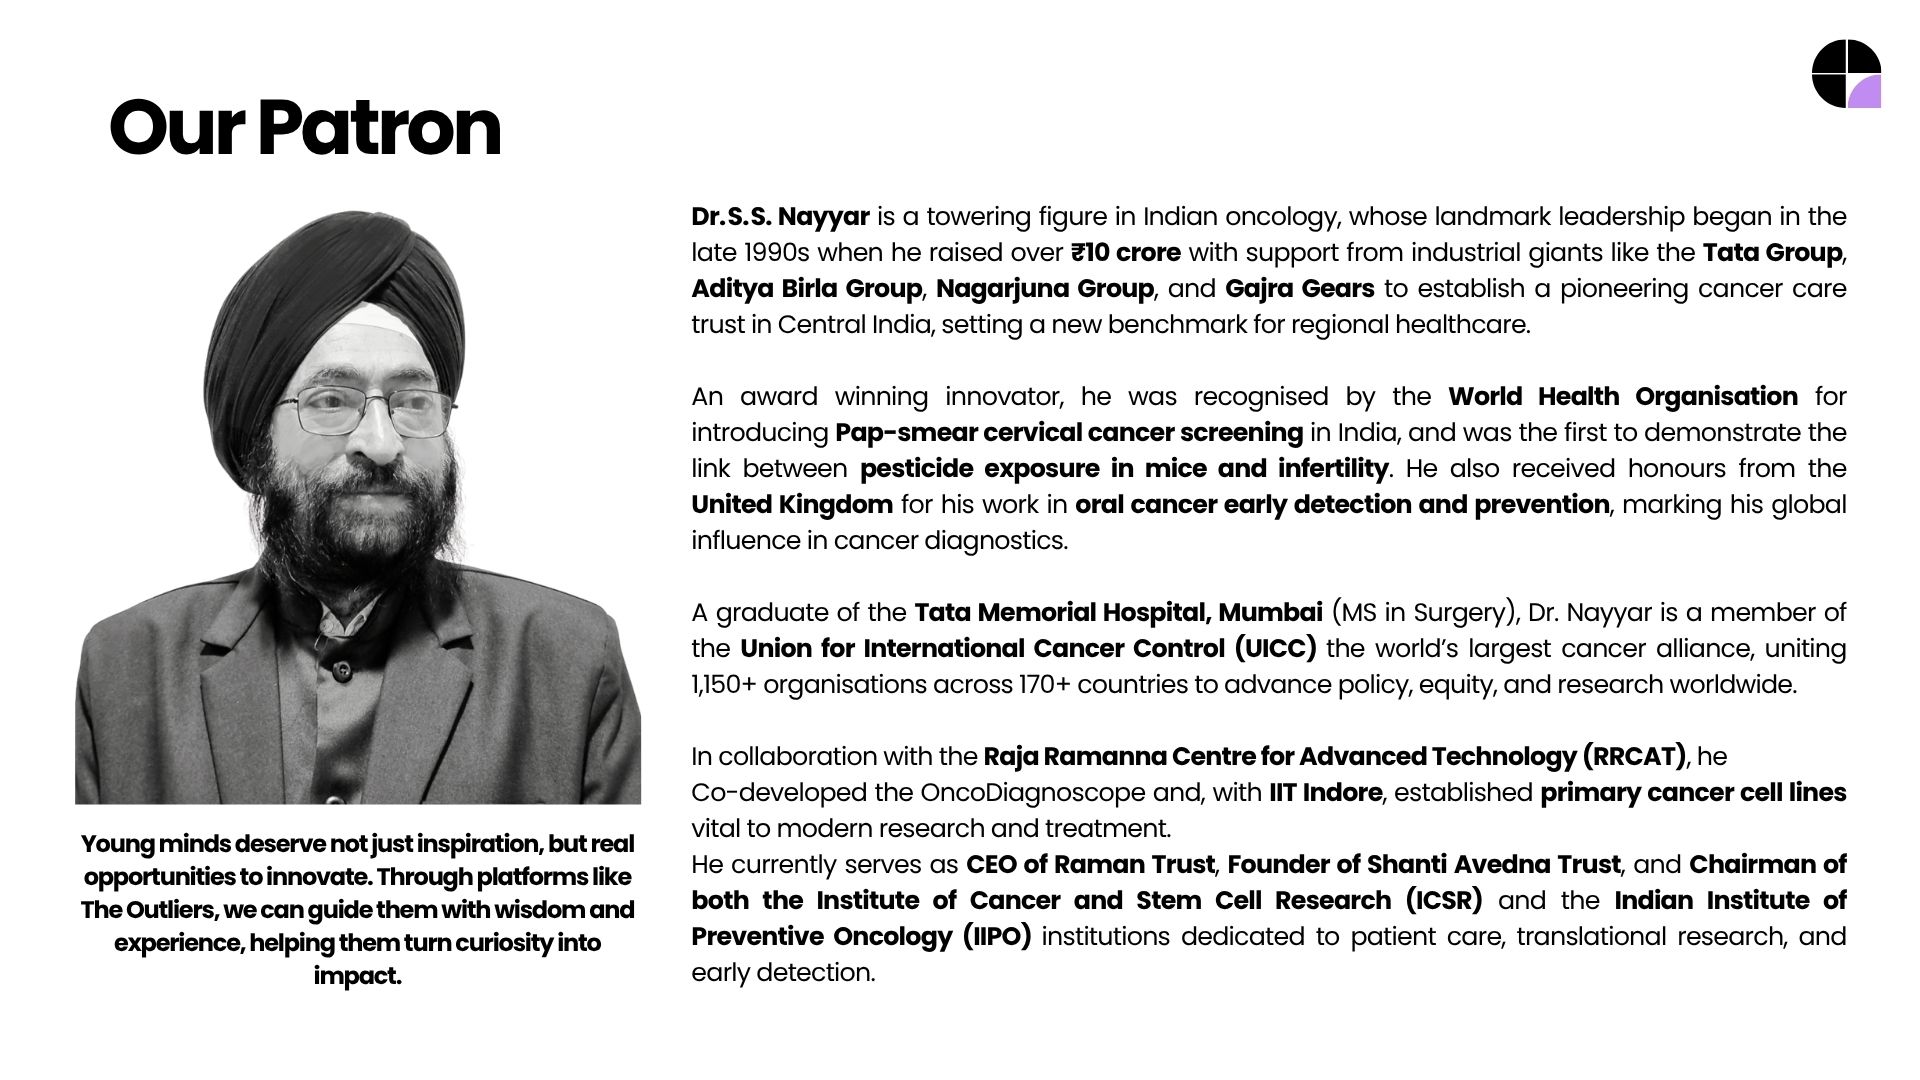 Our Patron
Dr.S.S. Nayyar is a towering figure in Indian oncology, whose landmark leadership began in the
late 1990s when he raised over ₹10 crore with support from industrial giants like the Tata Group,
Aditya Birla Group, Nagarjuna Group, and Gajra Gears to establish a pioneering cancer care
trust in Central India, setting a new benchmark for regional healthcare.
An award winning innovator, he was recognised by the World Health Organisation for
introducing Pap-smear cervical cancer screening in India, and was the first to demonstrate the
link between pesticide exposure in mice and infertility. He also received honours from the
United Kingdom for his work in oral cancer early detection and prevention, marking his global
influence in cancer diagnostics.
A graduate of the Tata Memorial Hospital, Mumbai (MS in Surgery), Dr. Nayyar is a member of
the Union for International Cancer Control (UICC) the world's largest cancer alliance, uniting
1,150+ organisations across 170+ countries to advance policy, equity, and research worldwide.
In collaboration with the Raja Ramanna Centre for Advanced Technology (RRCAT), he
Co-developed the OncoDiagnoscope and, with IIT Indore, established primary cancer cell lines
vital to modern research and treatment.
He currently serves as CEO of Raman Trust, Founder of Shanti Avedna Trust, and Chairman of
both the Institute of Cancer and Stem Cell Research (ICSR) and the Indian Institute of
Preventive Oncology (IIPO) institutions dedicated to patient care, translational research, and
early detection.
Young minds deserve not just inspiration, but real
opportunities to innovate. Through platforms like
The Outliers, we can guide them with wisdom and
experience, helping them turn curiosity into
impact.